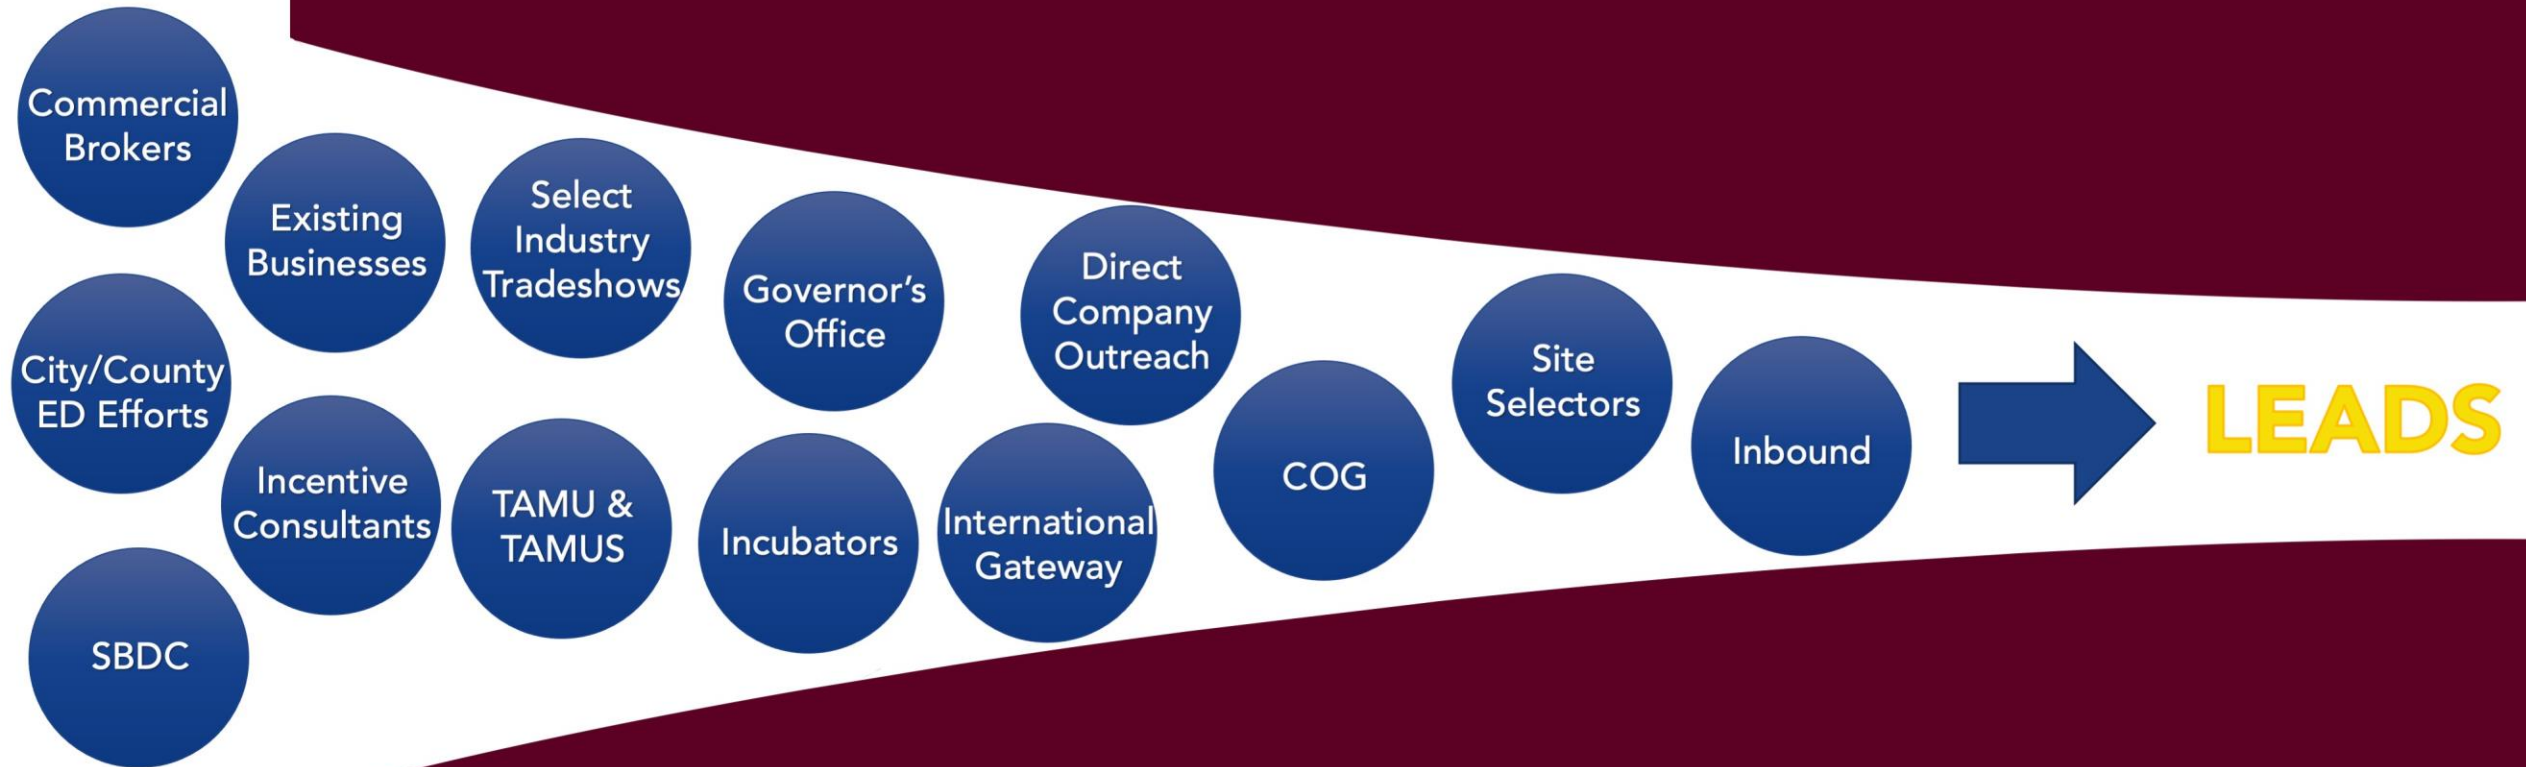 Commercial
Brokers
Existing
Businesses
Select
Industry
Tradeshows
Governor's
Office
Direct
Company
Outreach
City/County
ED Efforts
Incentive
Consultants
TAMU &
TAMUS
Incubators
International
Gateway
COG
Site
Selectors
Inbound
LEADS
SBDC